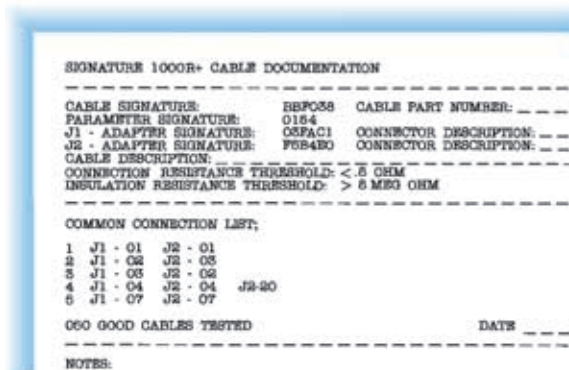 SIGNATURE 1000R+ CABLE DOCUMENTATION
CABLE SIGNATURE: BBF038 CABLE PART NUMBER:
PARAMETER SIGNATURE: 0154
J1 - ADAPTER SIGNATURE: 03FAC1 CONNECTOR DESCRIPTION:
J2 - ADAPTER SIGNATURE: F5B4E0 CONNECTOR DESCRIPTION:
CABLE DESCRIPTION:
CONNECTION RESISTANCE THRESHOLD: < .5 OHM
INSULATION RESISTANCE THRESHOLD: > 5 MEG OHM
COMMON CONNECTION LIST;
1 J1 - 01 J2 - 01
2 J1 - 02 J2 - 03
3 J1 - 03 J2 - 02
4 J1 - 04 J2 - 04 J2-20
5 J1 - 07 J2 - 07
050 GOOD CABLES TESTED DATE
NOTES: